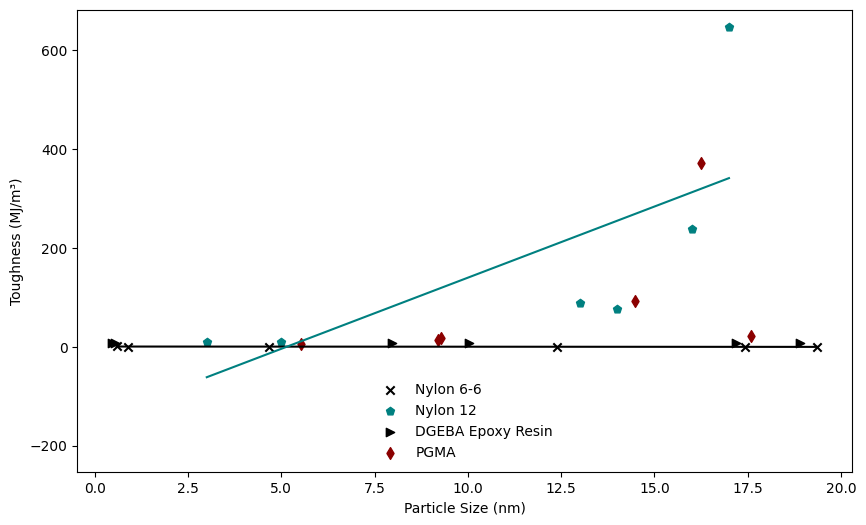 600
400
200
0
−200
Toughness (MJ/m³)
Nylon 6-6
Nylon 12
DGEBA Epoxy Resin
PGMA
0.0 2.5 5.0 7.5 10.0 12.5 15.0 17.5 20.0
Particle Size (nm)